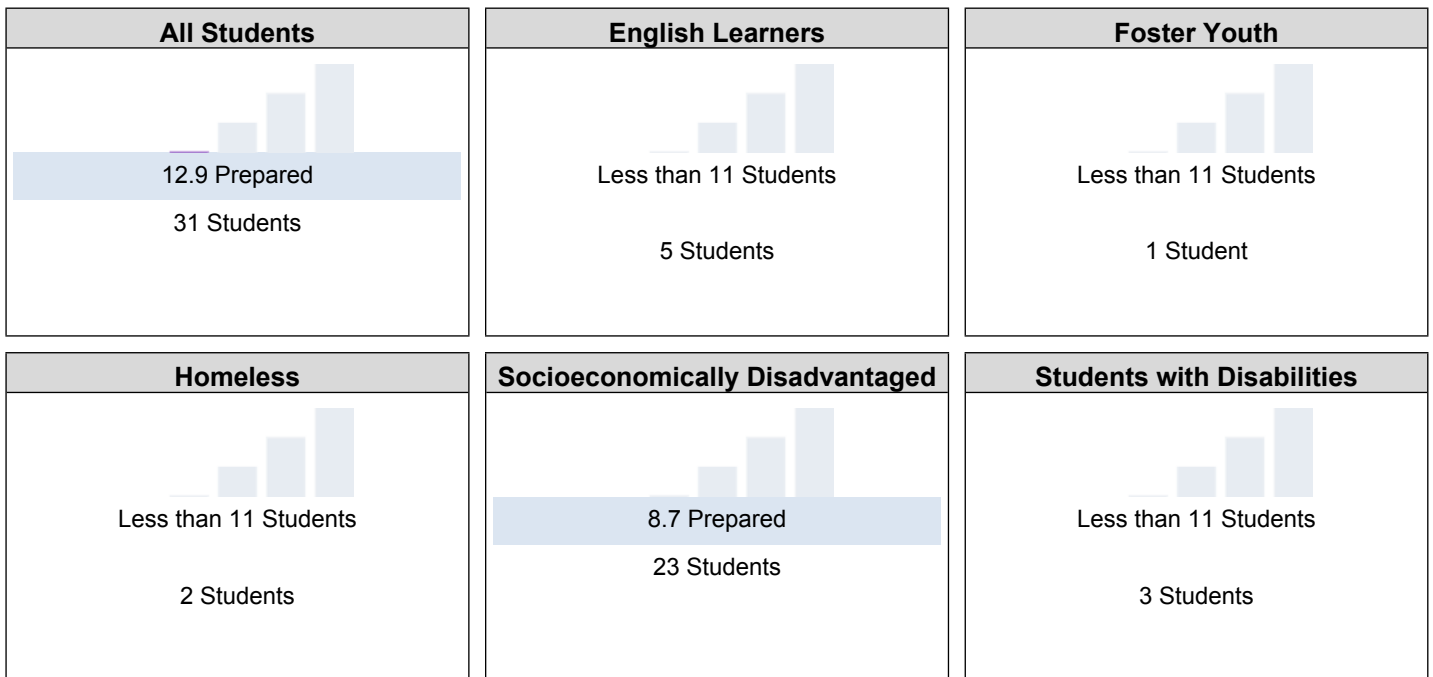 All Students
12.9 Prepared
31 Students
English Learners
Less than 11 Students
5 Students
Foster Youth
Less than 11 Students
1 Student
Homeless
Less than 11 Students
2 Students
Socioeconomically Disadvantaged
8.7 Prepared
23 Students
Students with Disabilities
Less than 11 Students
3 Students